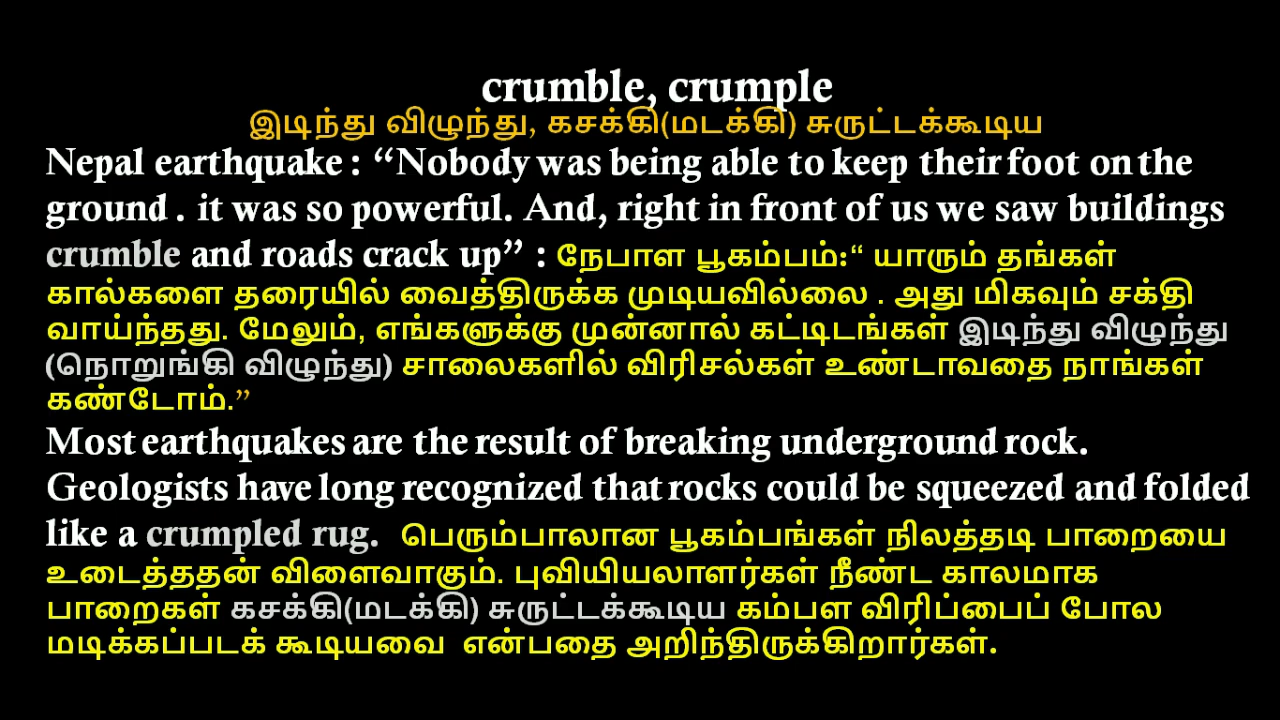 crumble, crumple
இடிந்து விழுந்து, கசக்கி(மடக்கி) சுருட்டக்கூடிய
Nepal earthquake : “Nobody was being able to keep their foot on the
ground . it was so powerful. And, right in front of us we saw buildings
crumble and roads crack up” : நேபாள பூகம்பம்:“ யாரும் தங்கள்
கால்களை தரையில் வைத்திருக்க முடியவில்லை . அது மிகவும் சக்தி
வாய்ந்தது. மேலும், எங்களுக்கு முன்னால் கட்டிடங்கள் இடிந்து விழுந்து
(நொறுங்கி விழுந்து) சாலைகளில் விரிசல்கள் உண்டாவதை நாங்கள்
கண்டோம்.”
Most earthquakes are the result of breaking underground rock.
Geologists have long recognized that rocks could be squeezed and folded
like a crumpled rug. பெரும்பாலான பூகம்பங்கள் நிலத்தடி பாறையை
உடைத்ததன் விளைவாகும். புவியியலாளர்கள் நீண்ட காலமாக
பாறைகள் கசக்கி(மடக்கி) சுருட்டக்கூடிய கம்பள விரிப்பைப் போல
மடிக்கப்படக் கூடியவை என்பதை அறிந்திருக்கிறார்கள்.